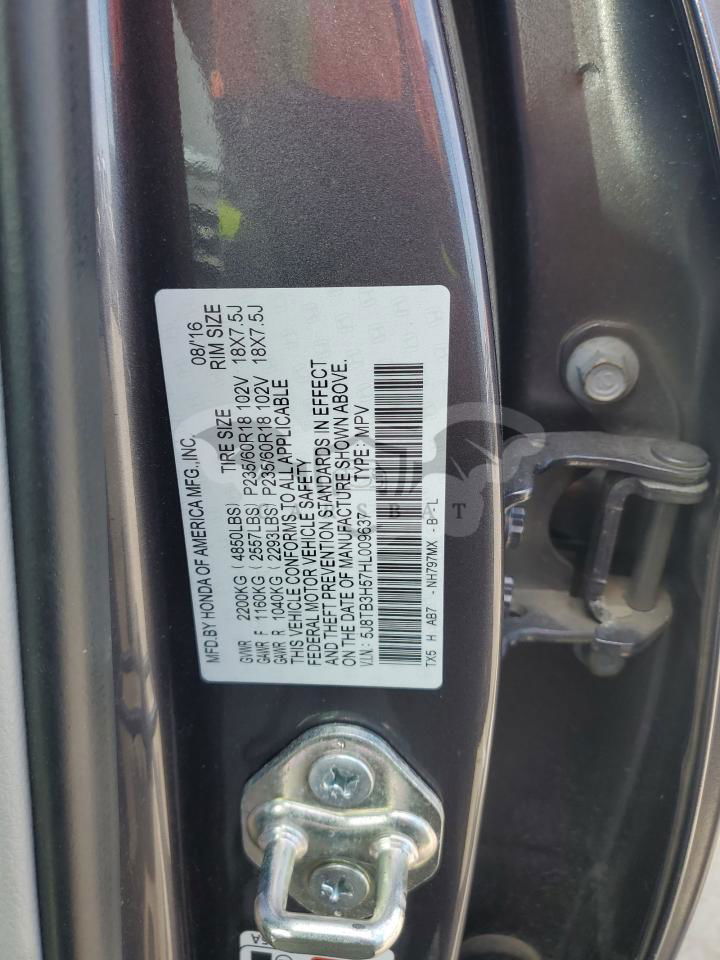 MFD.BY HONDA OF AMERICA MFG.,INC. 08/'16
TIRE SIZE RIM SIZE
GVWR 2200KG (4850LBS)
GAWR F 1160KG (2557LBS) P235/60R18 102V 18X7.5J
GAWR R 1040KG (2293LBS) P235/60R18 102V 18X7.5J
THIS VEHICLE CONFORMS TO ALL APPLICABLE
FEDERAL MOTOR VEHICLE SAFETY
AND THEFT PREVENTION STANDARDS IN EFFECT
ON THE DATE OF MANUFACTURE SHOWN ABOVE.
V.I.N.: 5J8TB3H57HL009637 TYPE: MPV
TX5 H AB7 - NH797MX - B - L